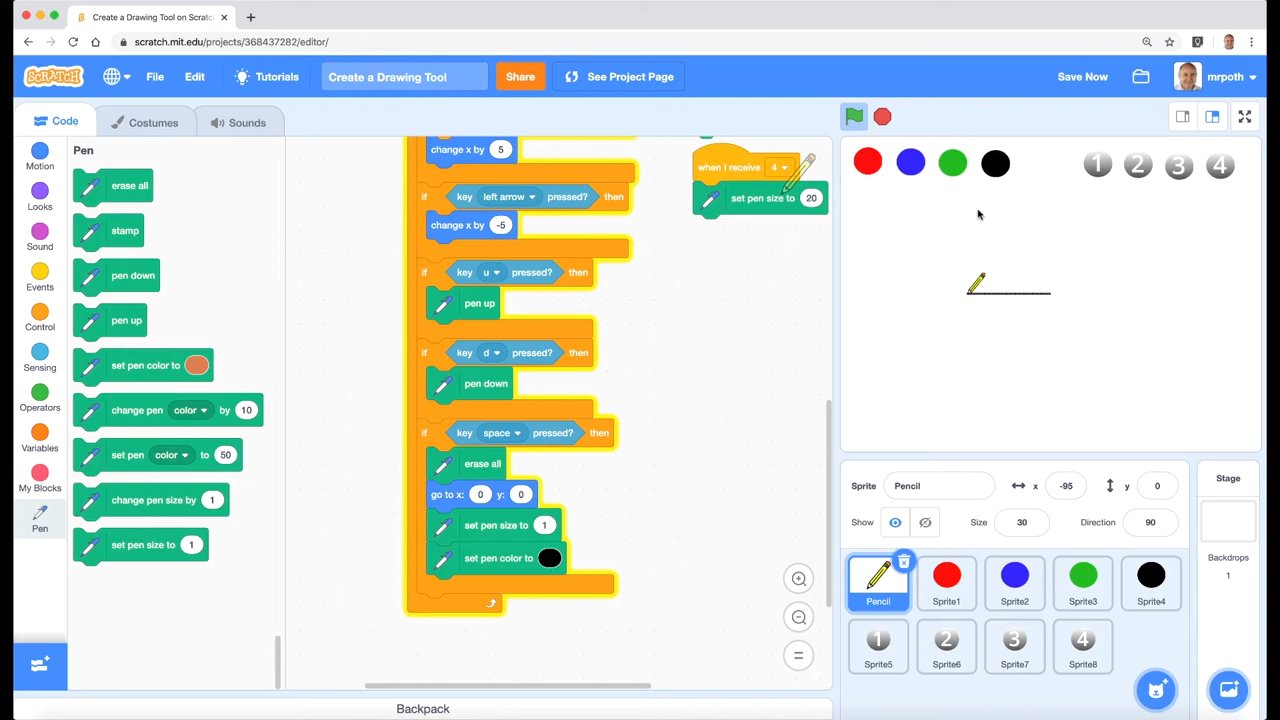 Create a Drawing Tool on Scratc
scratch.mit.edu/projects/368437282/editor/
SCRATCH
File
Edit
Tutorials
Create a Drawing Tool
Share
See Project Page
Save Now
mrpoth
Code
Costumes
Sounds
Motion
Looks
Sound
Events
Control
Sensing
Operators
Variables
My Blocks
Pen
Pen
erase all
stamp
pen down
pen up
set pen color to
change pen color by 10
set pen color to 50
change pen size by 1
set pen size to 1
change x by 5
if key left arrow pressed? then
change x by -5
if key u pressed? then
pen up
if key d pressed? then
pen down
if key space pressed? then
erase all
go to x: 0 y: 0
set pen size to 1
set pen color to
when I receive 4
set pen size to 20
1 2 3 4
Sprite Pencil x -95 y 0
Show Size 30 Direction 90
Pencil Sprite1 Sprite2 Sprite3 Sprite4
1 2 3 4
Sprite5 Sprite6 Sprite7 Sprite8
Stage
Backdrops
1
Backpack